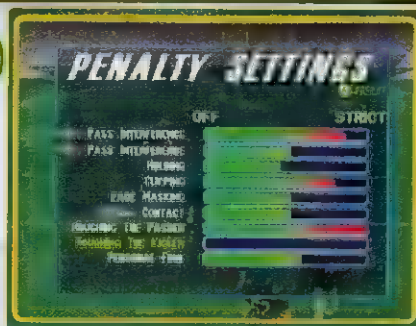 PENALTY SETTINGS
OFF STRICT
PASS INTERFERENCE
PASS INTERFERENCE
HOLDING
CLIPPING
FACE MASKING
CONTACT
ROUGHING THE PASSER
ROUGHING THE KICKER
PERSONAL FOUL